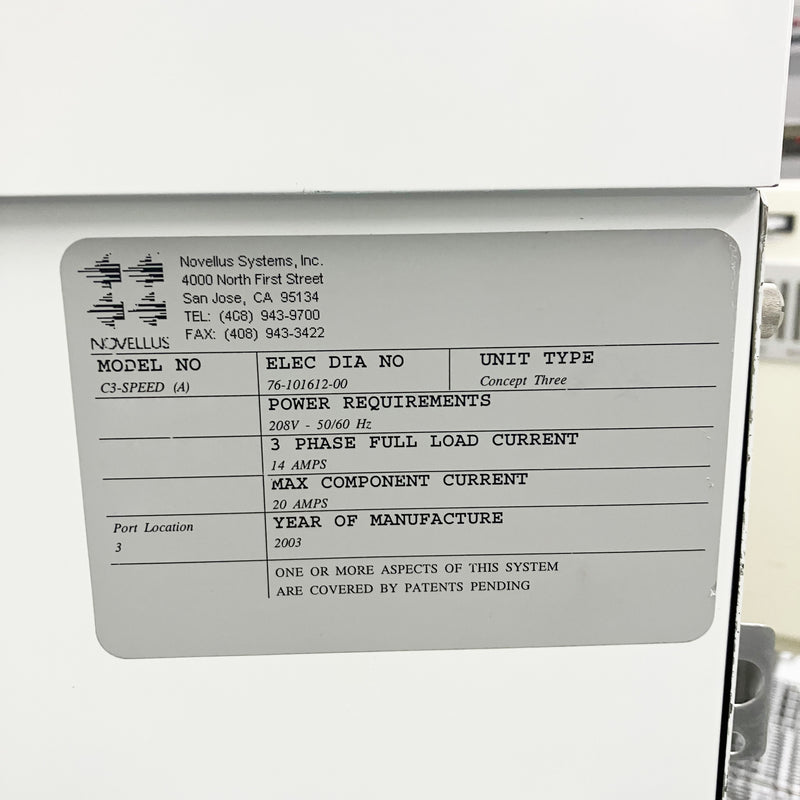 Novellus Systems, Inc.
4000 North First Street
San Jose, CA 95134
TEL: (408) 943-9700
FAX: (408) 943-3422
NOVELLUS
MODEL NO
C3-SPEED (A)
ELEC DIA NO
76-101612-00
UNIT TYPE
Concept Three
POWER REQUIREMENTS
208V - 50/60 Hz
3 PHASE FULL LOAD CURRENT
14 AMPS
MAX COMPONENT CURRENT
20 AMPS
Port Location
3
YEAR OF MANUFACTURE
2003
ONE OR MORE ASPECTS OF THIS SYSTEM
ARE COVERED BY PATENTS PENDING